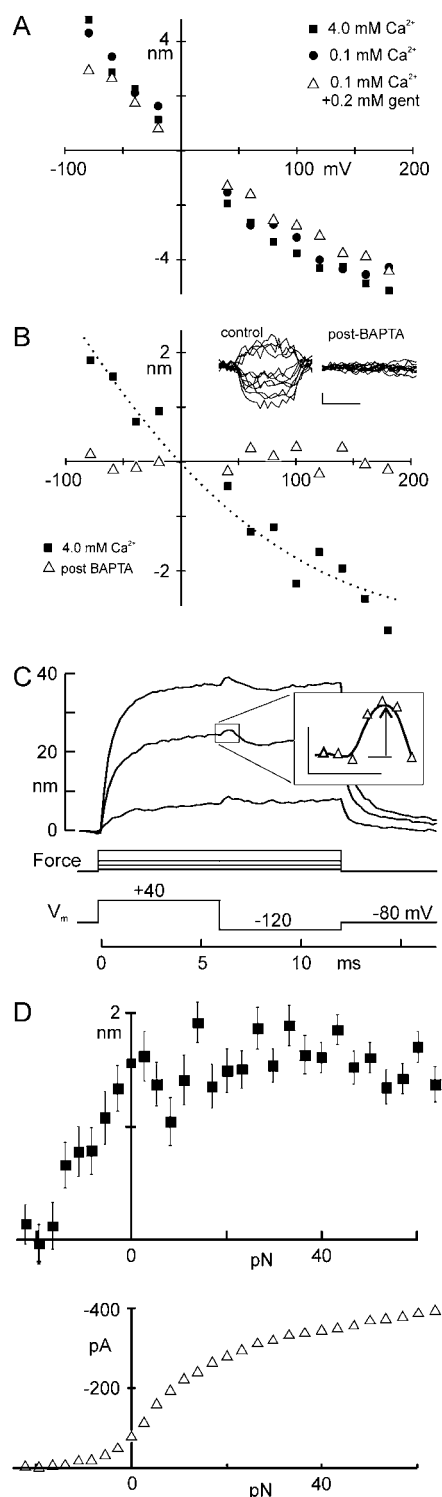 A
4
nm
■ 4.0 mM Ca²⁺
● 0.1 mM Ca²⁺
△ 0.1 mM Ca²⁺
+0.2 mM gent
-100
100
mV
200
-4
B
2
nm
control
post-BAPTA
-100
100
200
■ 4.0 mM Ca²⁺
△ post BAPTA
-2
C
40
20
nm
0
Force
Vm
+40
-120
-80 mV
0
5
10
ms
D
2
nm
0
40
pN
-400
pA
-200
0
40
pN